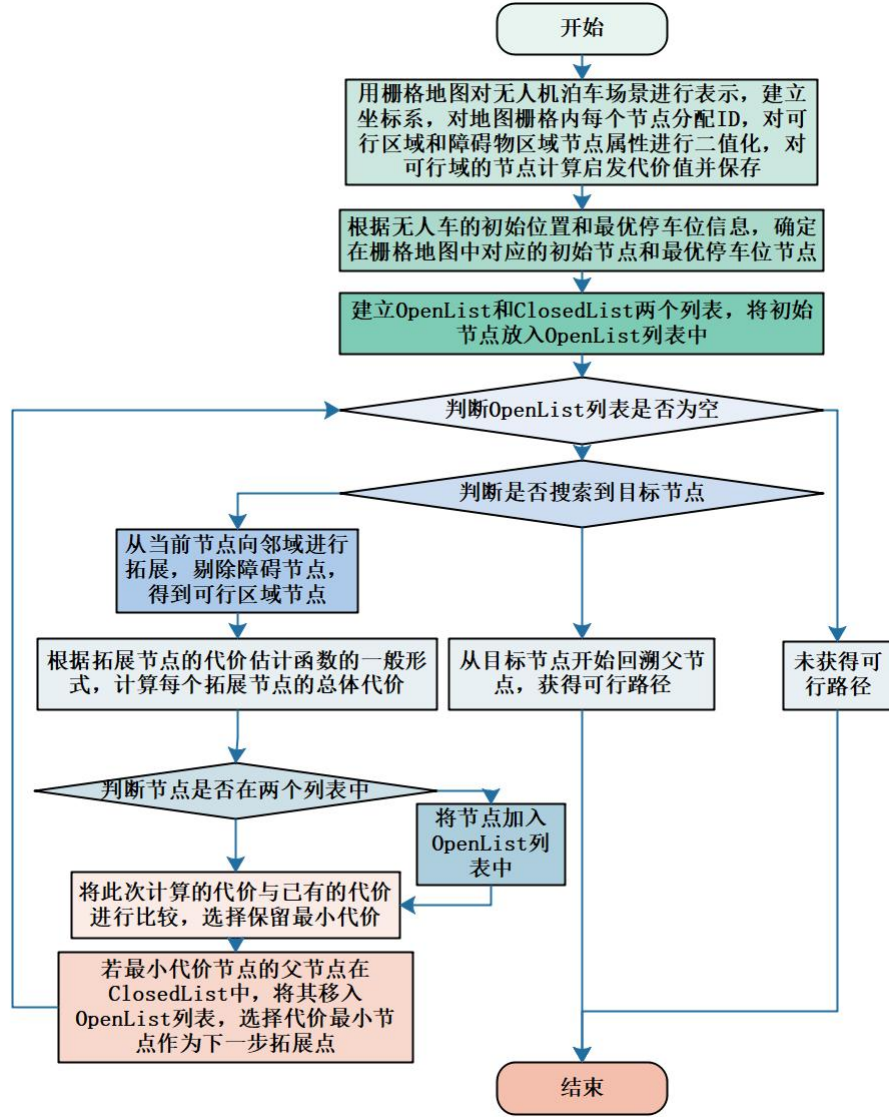 开始
用栅格地图对无人机泊车场景进行表示，建立
坐标系，对地图栅格内每个节点分配ID，对可
行区域和障碍物区域节点属性进行二值化，对
可行域的节点计算启发代价值并保存
根据无人车的初始位置和最优停车位信息，确定
在栅格地图中对应的初始节点和最优停车位节点
建立OpenList和ClosedList两个列表，将初始
节点放入OpenList列表中
判断OpenList列表是否为空
判断是否搜索到目标节点
从当前节点向邻域进行
拓展，剔除障碍节点，
得到可行区域节点
根据拓展节点的代价估计函数的一般形
式，计算每个拓展节点的总体代价
从目标节点开始回溯父节
点，获得可行路径
未获得可
行路径
判断节点是否在两个列表中
将节点加入
OpenList列
表中
将此次计算的代价与已有的代价
进行比较，选择保留最小代价
若最小代价节点的父节点在
ClosedList中，将其移入
OpenList列表，选择代价最小节
点作为下一步拓展点
结束